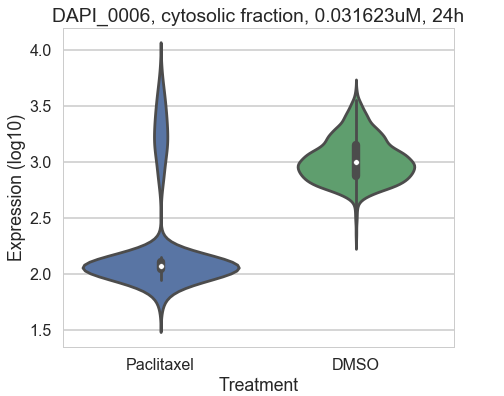 DAPI_0006, cytosolic fraction, 0.031623uM, 24h
Expression (log10)
4.0
3.5
3.0
2.5
2.0
1.5
Paclitaxel DMSO
Treatment